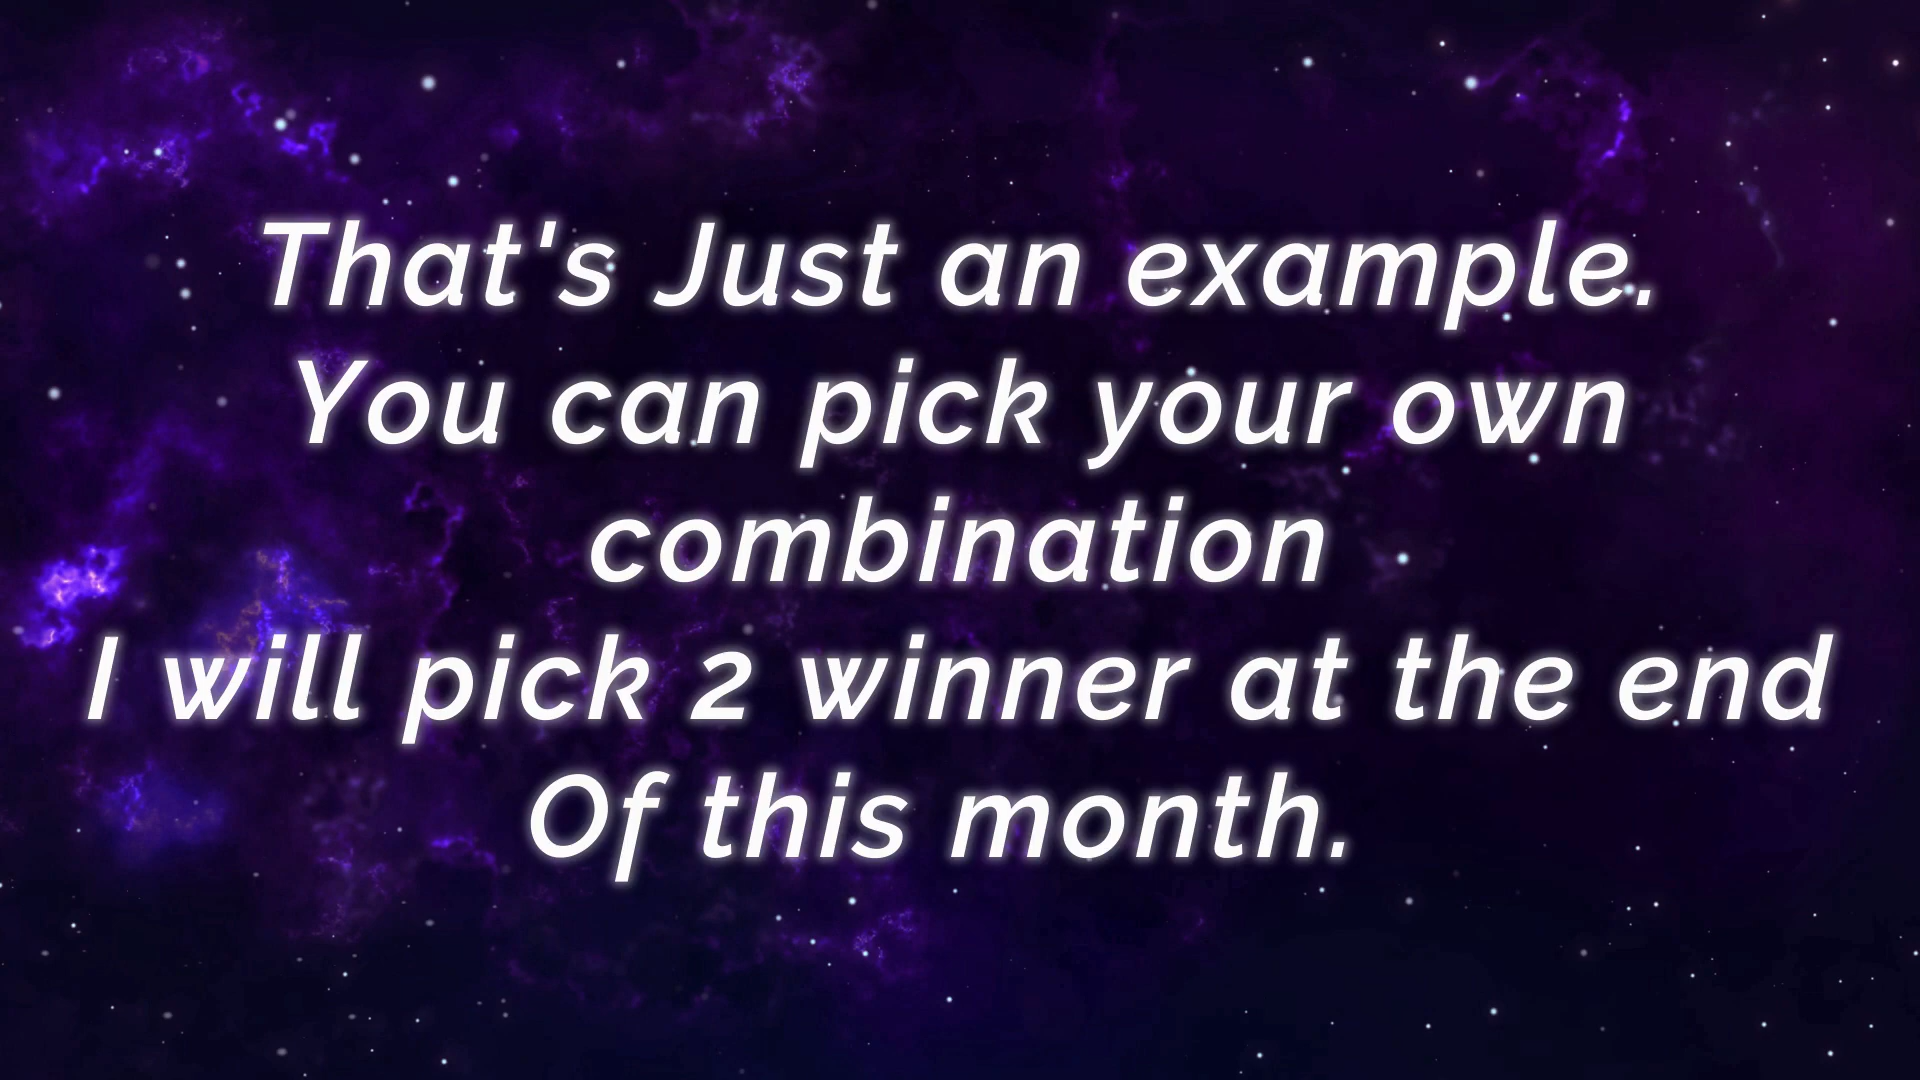 That's Just an example.
You can pick your own
combination
I will pick 2 winner at the end
Of this month.